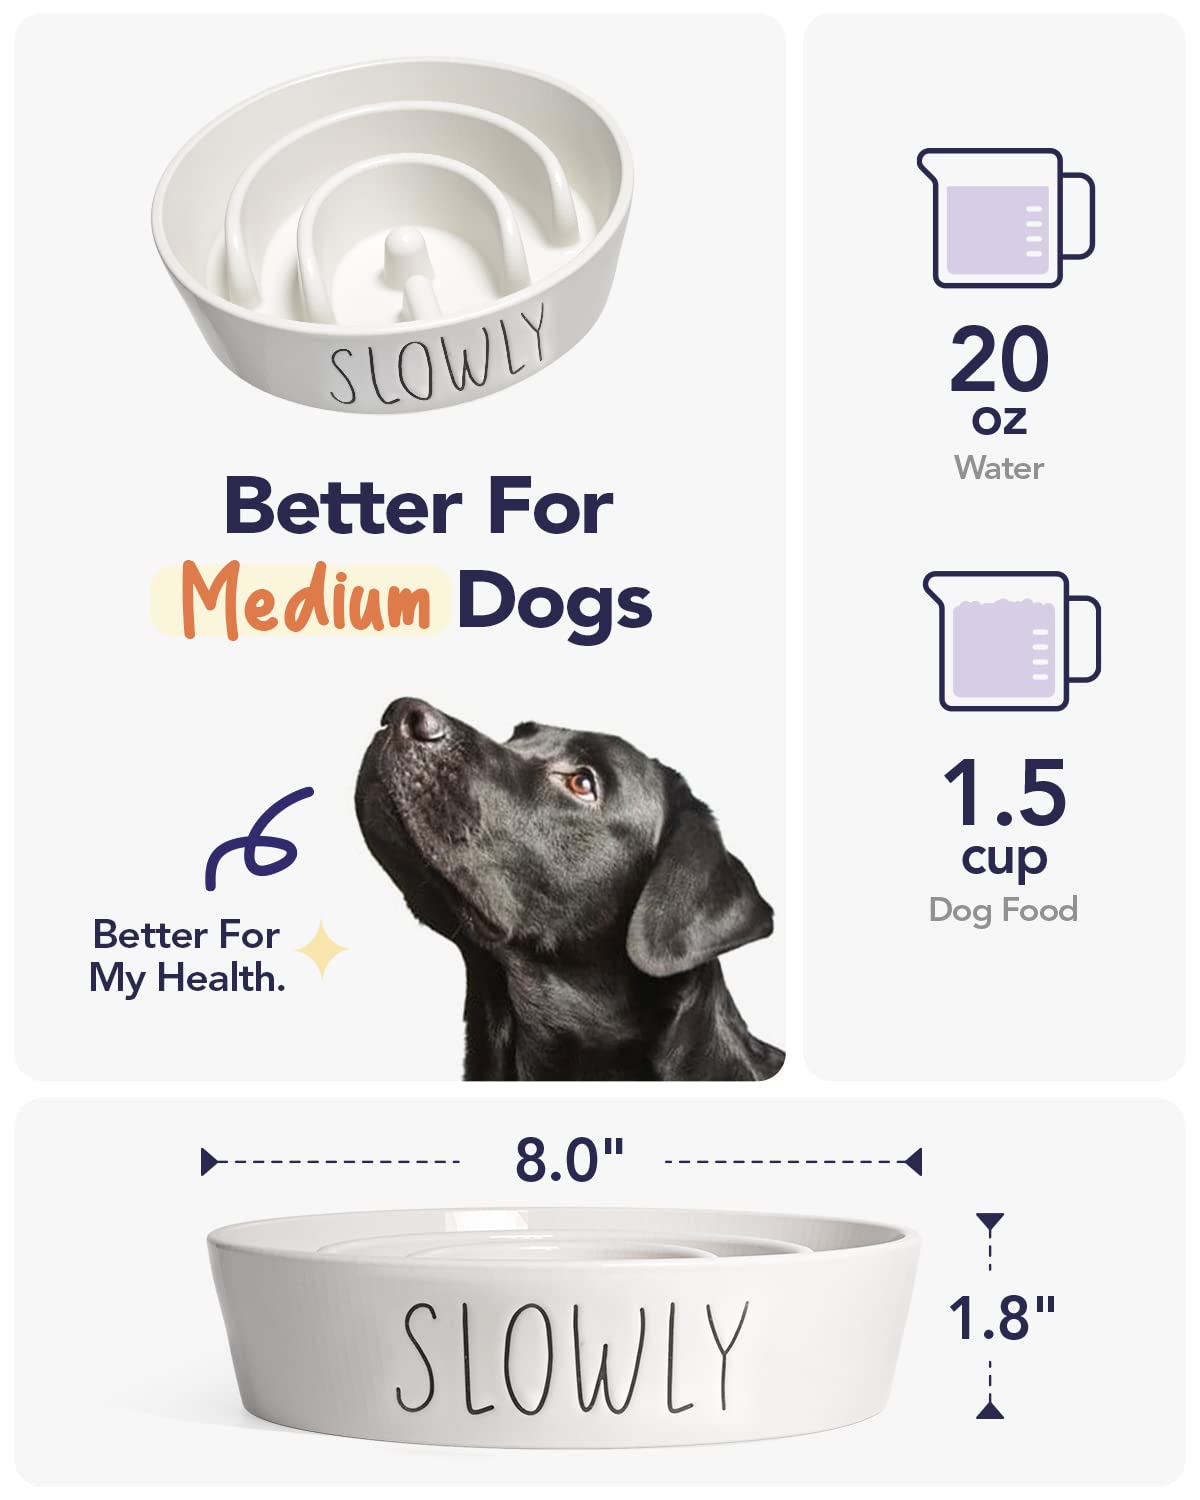 SLOWLY
Better For
Medium Dogs
Better For
My Health.
20
oz
Water
1.5
cup
Dog Food
8.0"
1.8"
SLOWLY